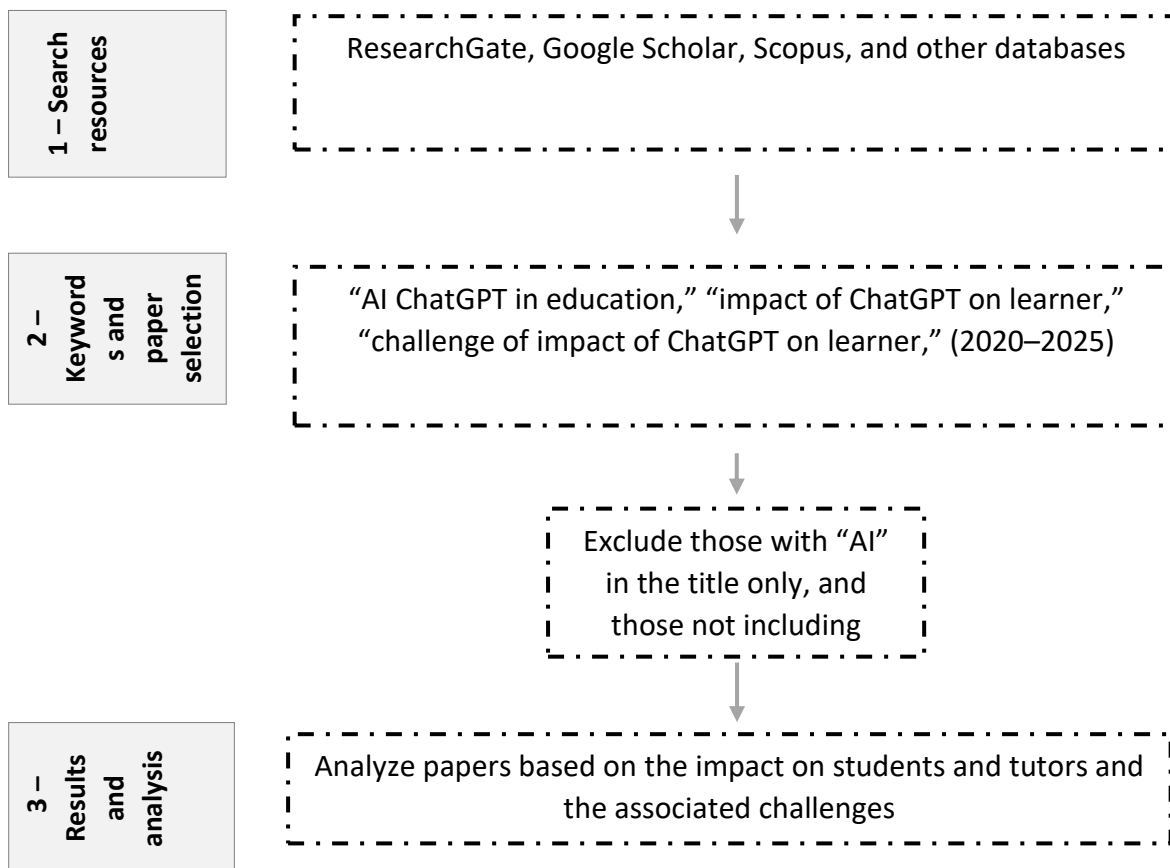 1 – Search
resources
ResearchGate, Google Scholar, Scopus, and other databases
2 –
Keyword
s and
paper
selection
“AI ChatGPT in education,” “impact of ChatGPT on learner,”
“challenge of impact of ChatGPT on learner,” (2020–2025)
Exclude those with “AI”
in the title only, and
those not including
3 –
Results
and
analysis
Analyze papers based on the impact on students and tutors and
the associated challenges